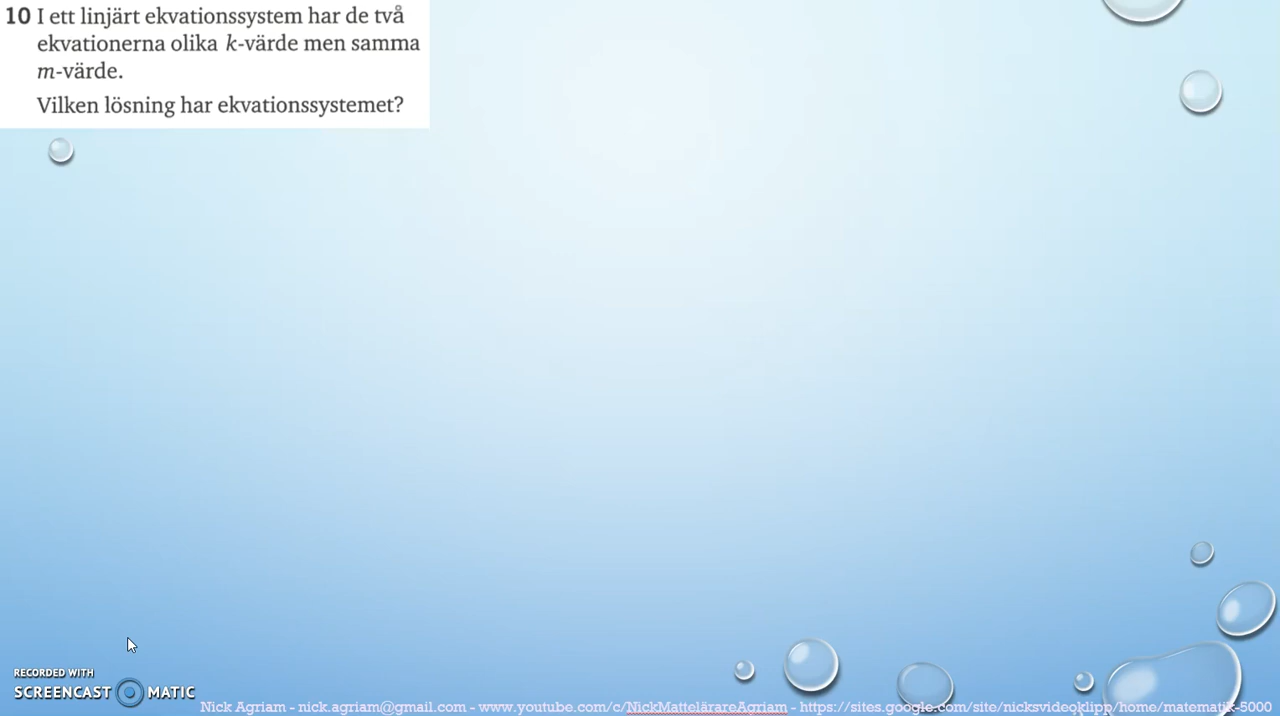 10 I ett linjärt ekvationssystem har de två
ekvationerna olika k-värde men samma
m-värde.
Vilken lösning har ekvationssystemet?
RECORDED WITH
SCREENCAST MATIC
Nick Agriam - nick.agriam@gmail.com - www.youtube.com/c/NickMattelärareAgriam - https://sites.google.com/site/nicksvideoklipp/home/matematik-5000